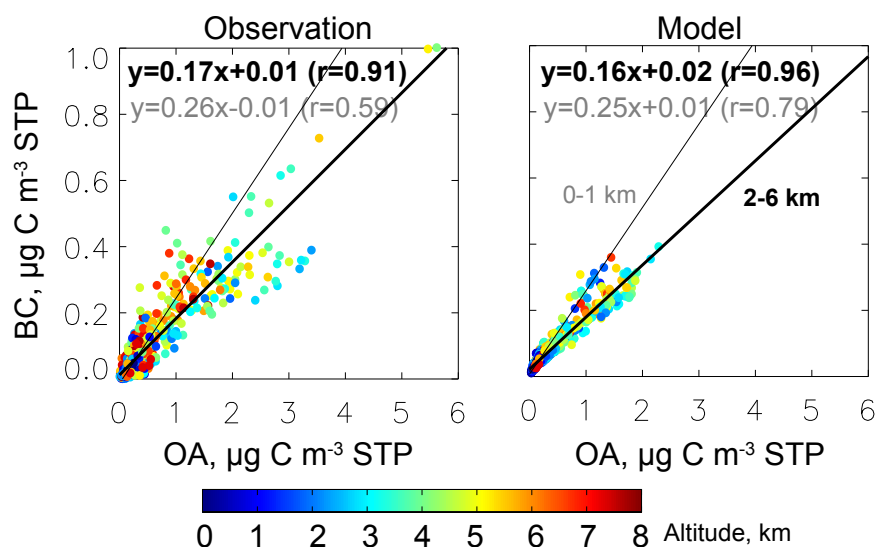 Observation
Model
y=0.17x+0.01 (r=0.91)
y=0.26x-0.01 (r=0.59)
y=0.16x+0.02 (r=0.96)
y=0.25x+0.01 (r=0.79)
0-1 km
2-6 km
BC, µg C m⁻³ STP
1.0
0.8
0.6
0.4
0.2
0.0
0 1 2 3 4 5 6
0 1 2 3 4 5 6
OA, µg C m⁻³ STP
OA, µg C m⁻³ STP
0 1 2 3 4 5 6 7 8
Altitude, km